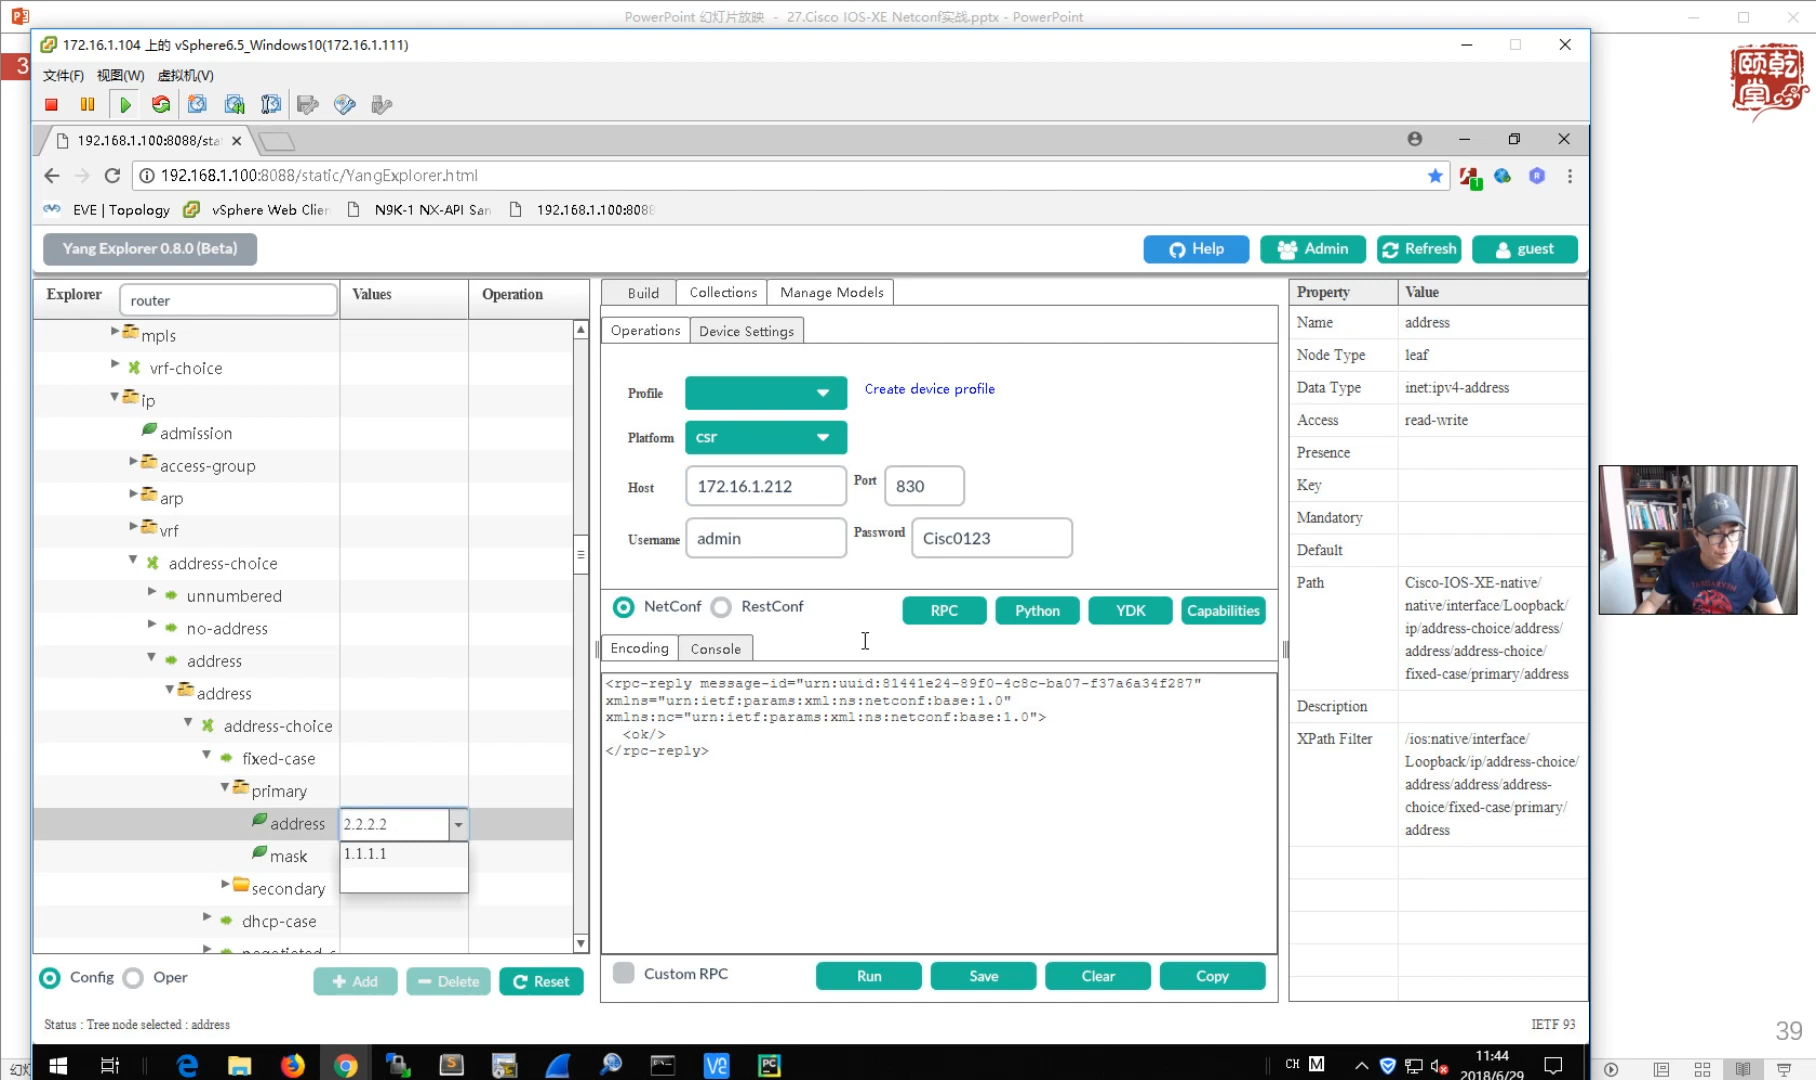 PowerPoint 幻灯片放映 - 27.Cisco IOS-XE Netconf实战.pptx - PowerPoint
3
172.16.1.104 上的 vSphere6.5_Windows10(172.16.1.111)
文件(F) 视图(W) 虚拟机(V)
颐乾堂
192.168.1.100:8088/sta
192.168.1.100:8088/static/YangExplorer.html
EVE | Topology vSphere Web Clien N9K-1 NX-API San 192.168.1.100:8088
Yang Explorer 0.8.0 (Beta)
Help Admin Refresh guest
Explorer router Values Operation
mpls
vrf-choice
ip
admission
access-group
arp
vrf
address-choice
unnumbered
no-address
address
address
address-choice
fixed-case
primary
address 2.2.2.2
mask 1.1.1.1
secondary
dhcp-case
Config Oper Add Delete Reset
Status : Tree node selected : address
Build Collections Manage Models
Operations Device Settings
Profile Create device profile
Platform csr
Host 172.16.1.212 Port 830
Username admin Password Cisc0123
NetConf RestConf RPC Python YDK Capabilities
Encoding Console
<rpc-reply message-id="urn:uuid:81441e24-89f0-4c8c-ba07-f37a6a34f287"
xmlns="urn:ietf:params:xml:ns:netconf:base:1.0"
xmlns:nc="urn:ietf:params:xml:ns:netconf:base:1.0">
<ok/>
</rpc-reply>
Custom RPC Run Save Clear Copy
Property Value
Name address
Node Type leaf
Data Type inet:ipv4-address
Access read-write
Presence
Key
Mandatory
Default
Path Cisco-IOS-XE-native/
native/interface/Loopback/
ip/address-choice/address/
address/address-choice/
fixed-case/primary/address
Description
XPath Filter /ios:native/interface/
Loopback/ip/address-choice/
address/address/address-
choice/fixed-case/primary/
address
IETF 93
39
CH M 11:44
2018/6/29